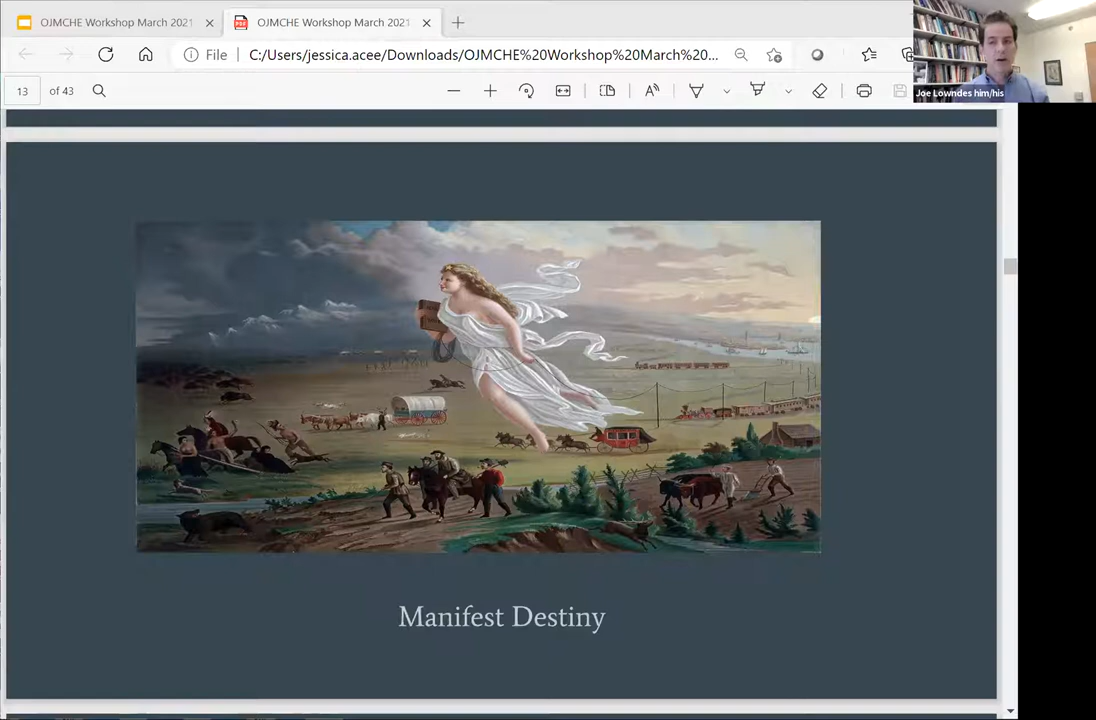 OJMCHE Workshop March 2021
OJMCHE Workshop March 2021
File
C:/Users/jessica.acee/Downloads/OJMCHE%20Workshop%20March%20...
13
of 43
Joe Lowndes him/his
Manifest Destiny